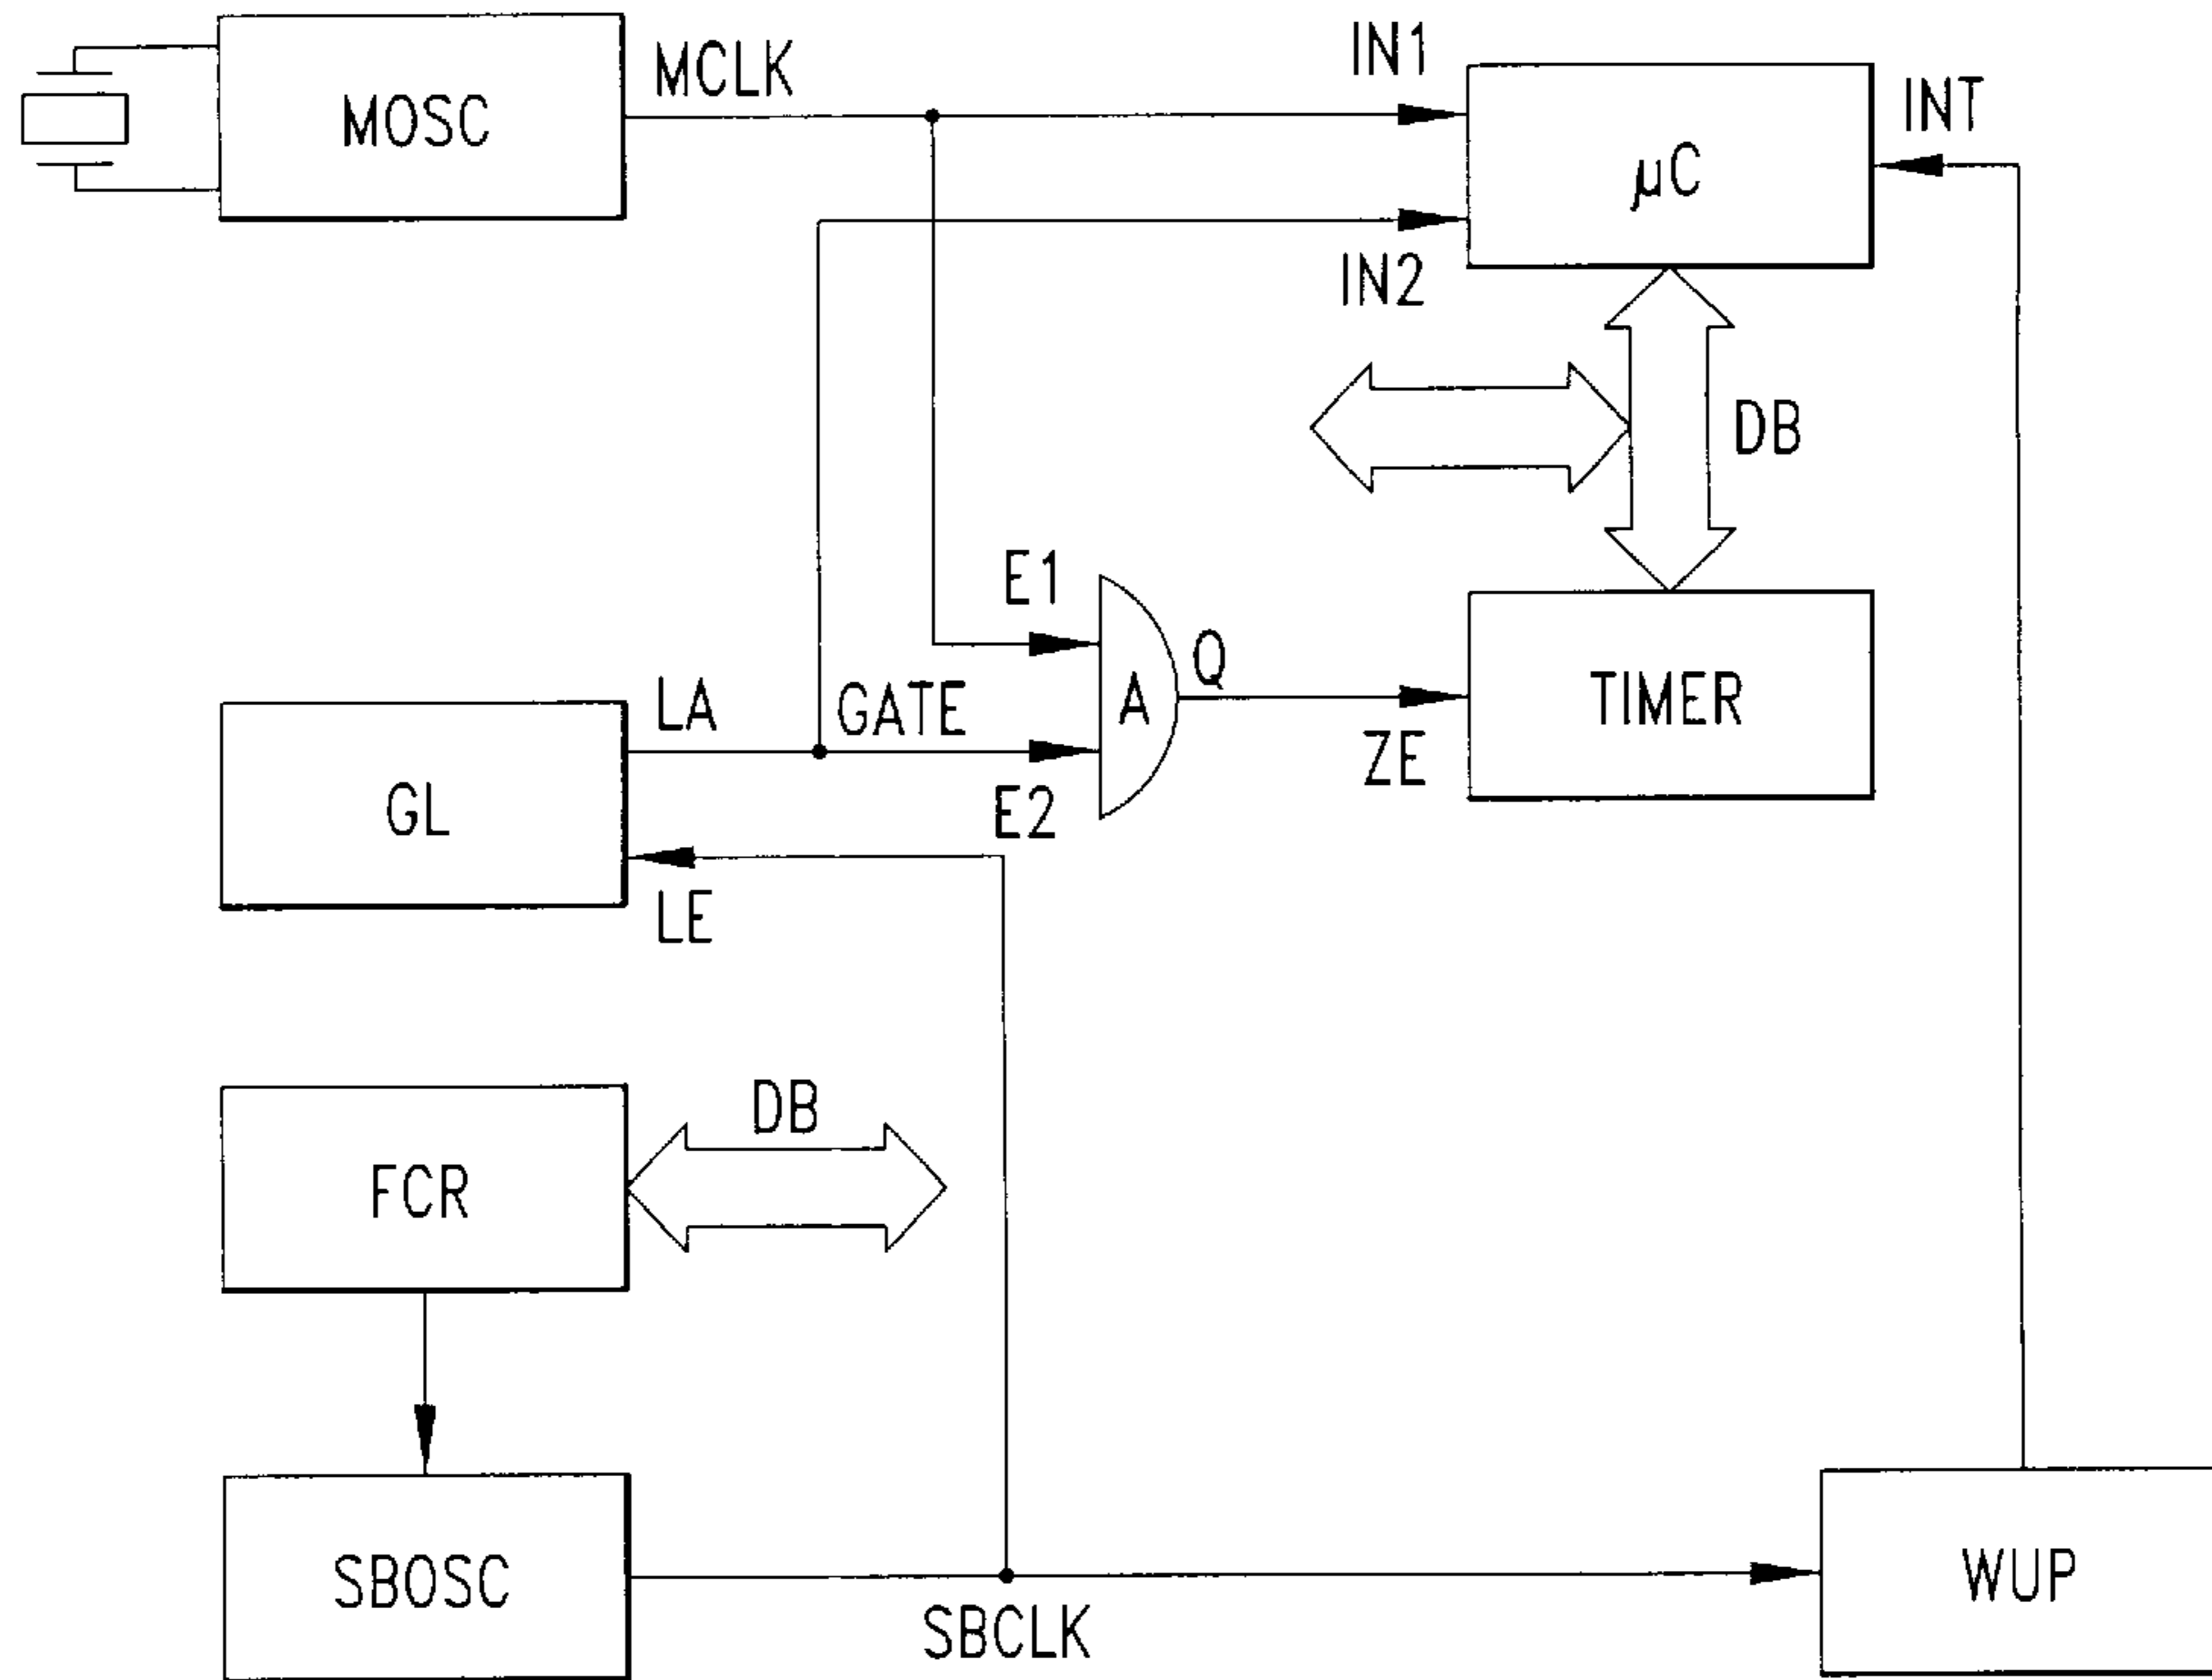 MOSC
MCLK
IN1
µC
INT
IN2
DB
E1
A
Q
TIMER
LA
GATE
ZE
GL
E2
LE
DB
FCR
SBOSC
SBCLK
WUP